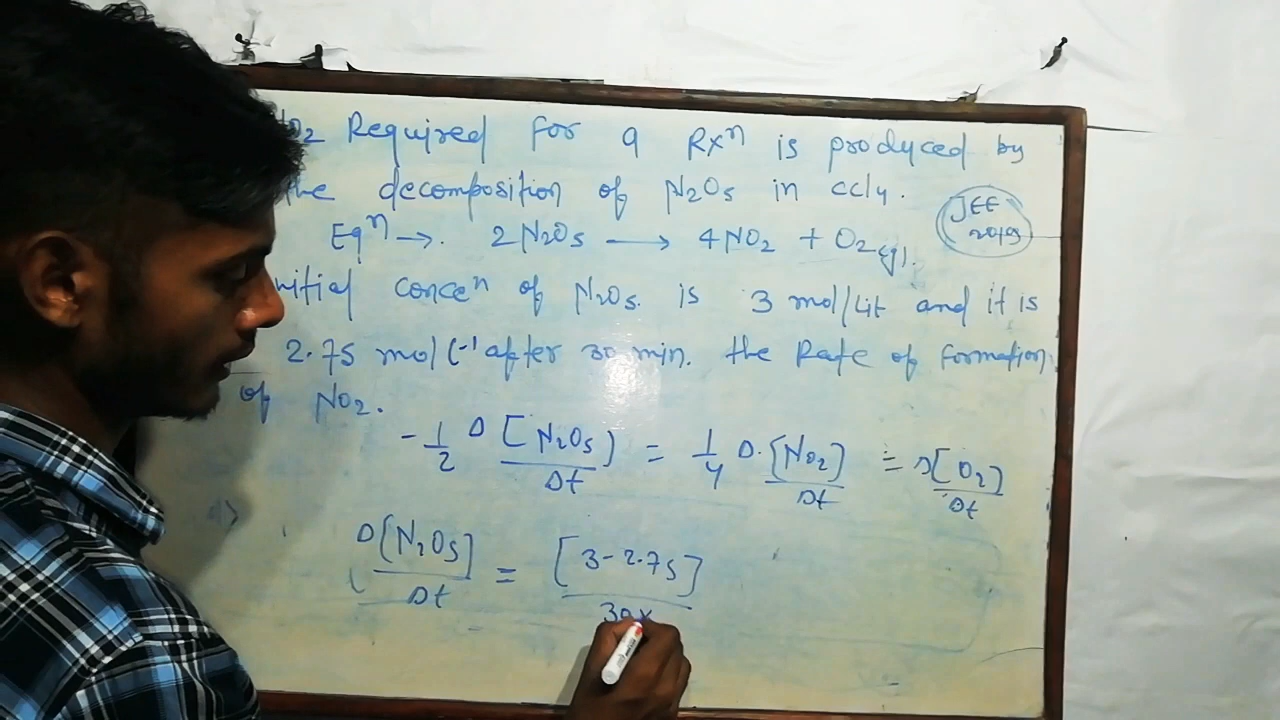 NO2 Required for a Rxⁿ is produced by
the decomposition of N2O5 in ccl4.
JEE 2019
Eqⁿ → . 2N2O5 → 4NO2 + O2(g).
nitial conceⁿ of N2O5. is 3 mol/Lit and it is
2.75 mol L⁻¹ after 30 min. the Rate of formation
of NO2.
-1/2 Δ[N2O5]/Δt = 1/4 Δ.[NO2]/Δt = Δ[O2]/Δt
Δ[N2O5]/Δt = [3-2.75]/30x